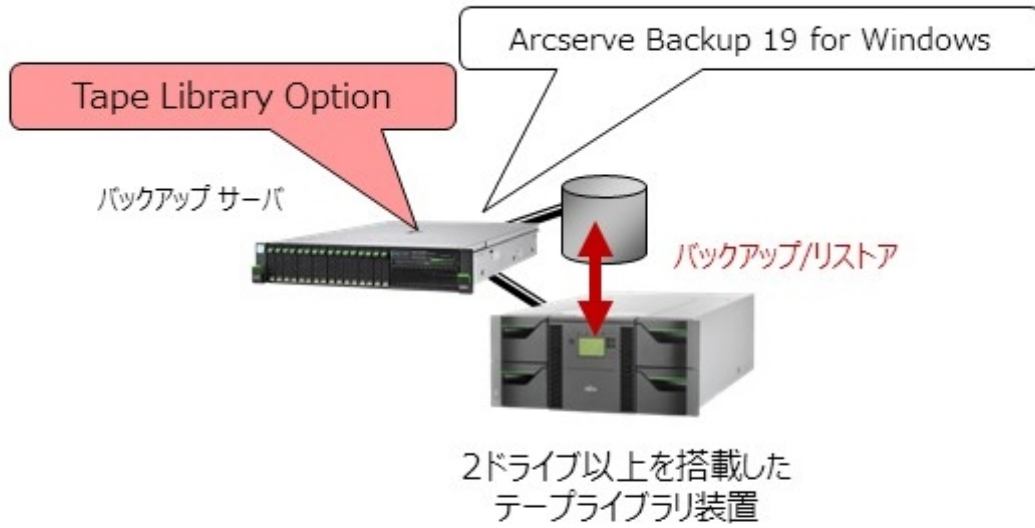 Arcserve Backup 19 for Windows
Tape Library Option
バックアップ サーバ
バックアップ/リストア
2ドライブ以上を搭載した
テープライブラリ装置